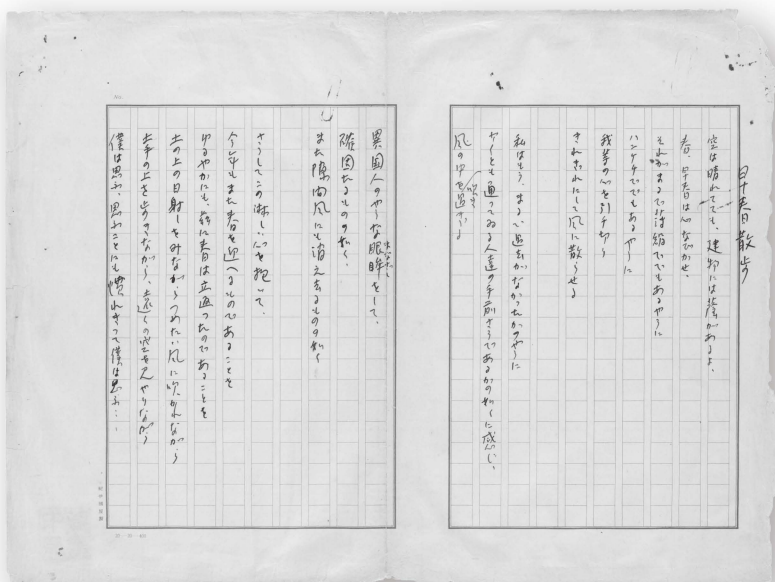 早春散歩
空は晴れてても、建物には蔭があるよ、
春、早春は心なびかせ、
それがまるで薄絹ででもあるやうに
ハンケチででもあるやうに
我等の心を引千切り
きれぎれにして風に散らせる
私はもう、まるで過去がなかつたかのやうに
少くとも通つてゐる人達の手前さうであるかの如くに感じ、
風の中を吹き過ぎる
異国人のやうな眼眸をして、
まなざし
確固たるものの如く、
また隙間風にも消え去るものの如く
さうしてこの淋しい心を抱いて、
今年もまた春を迎へるものであることを
ゆるやかにも、茲に春は立返つたのであることを
土の上の日射しをみながらつめたい風に吹かれながら
土手の上を歩きながら、遠くの空を見やりながら
僕は思ふ、思ふことにも慣れきつて僕は思ふ……